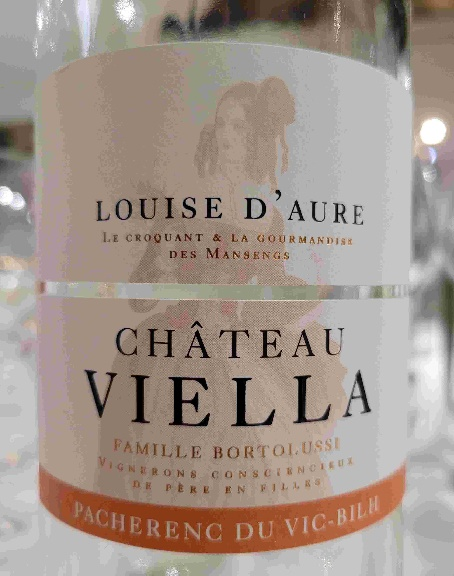 LOUISE D'AURE
LE CROQUANT & LA GOURMANDISE
DES MANSENGS
CHÂTEAU
VIELLA
FAMILLE BORTOLUSSI
VIGNERONS CONSCIENCIEUX
DE PÈRE EN FILLES
PACHERENC DU VIC-BILH